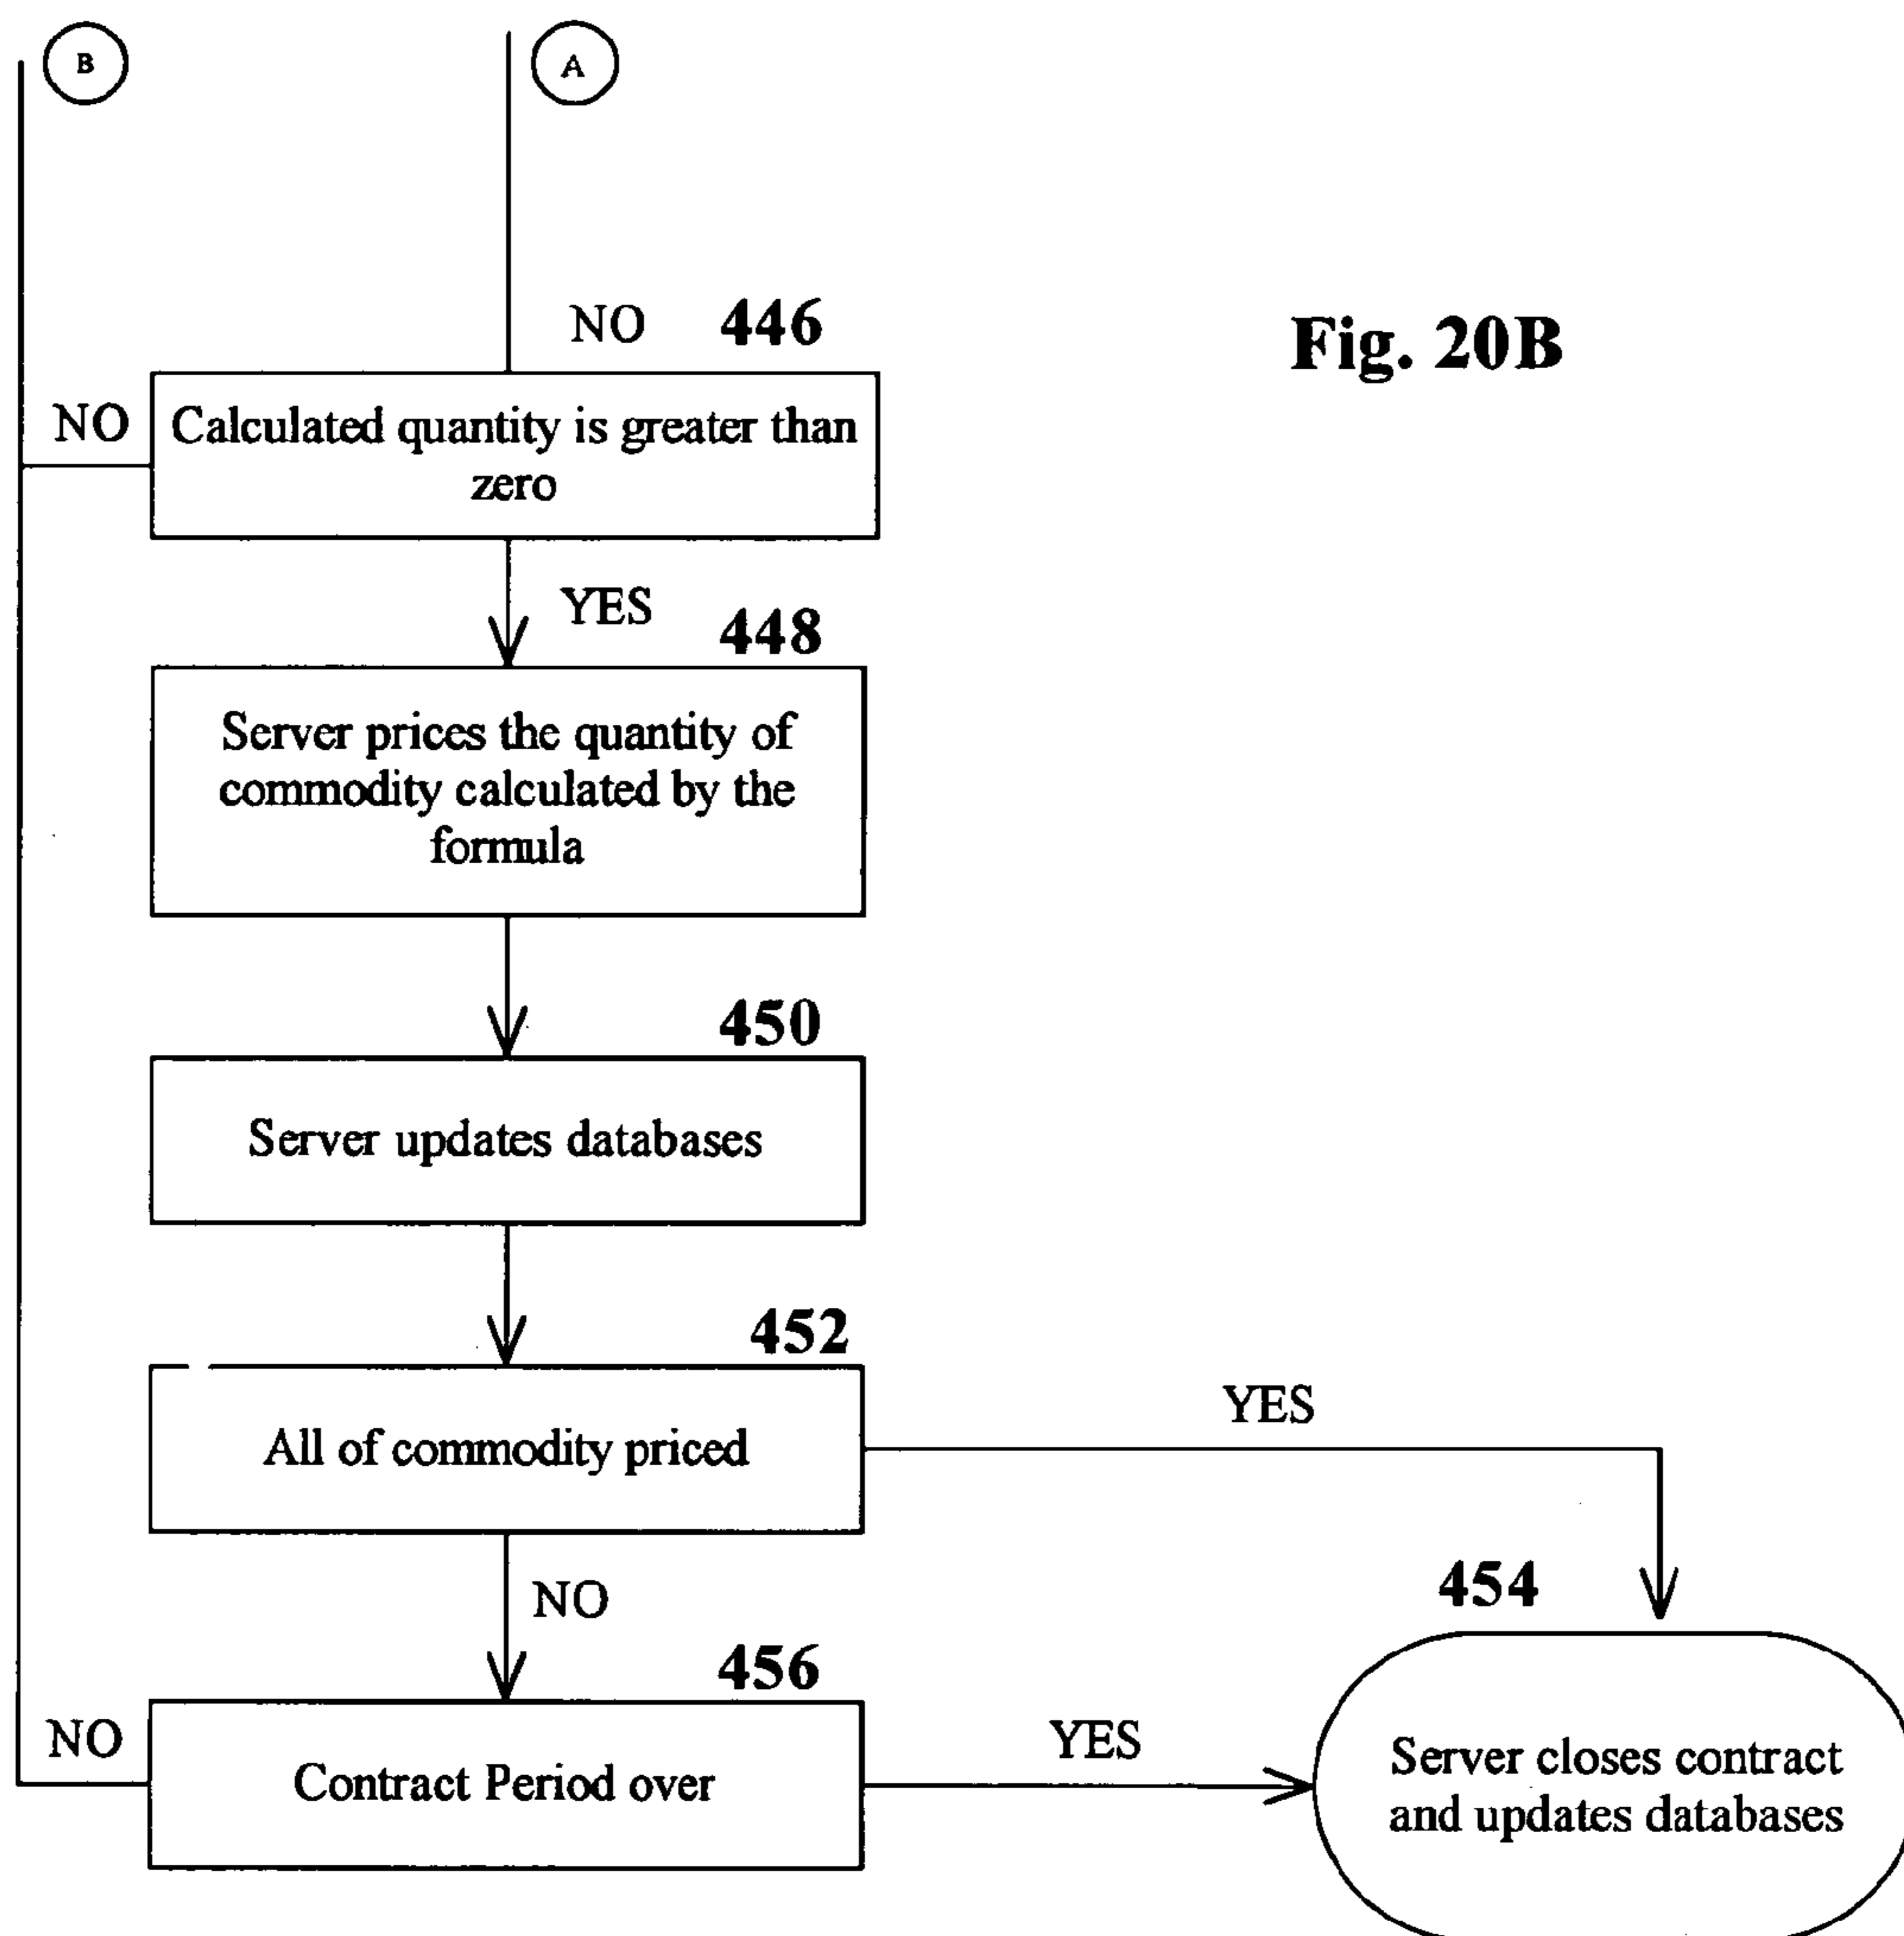 B
A
NO 446
Fig. 20B
NO
Calculated quantity is greater than
zero
YES
448
Server prices the quantity of
commodity calculated by the
formula
450
Server updates databases
452
YES
All of commodity priced
454
NO
456
NO
YES
Contract Period over
Server closes contract
and updates databases